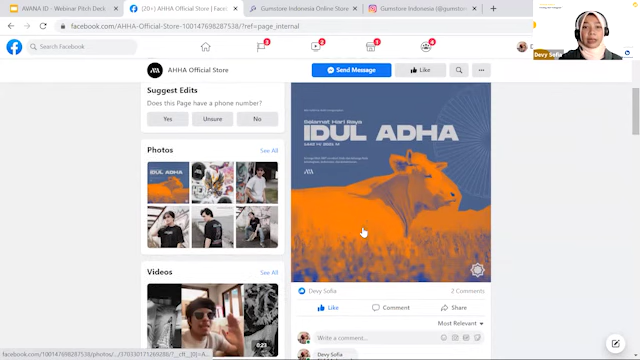 AVANA ID - Webinar Pitch Deck
(20+) AHHA Official Store | Face
Gumstore Indonesia Online Store
Gumstore Indonesia (@gumstor
facebook.com/AHHA-Official-Store-100147698287538/?ref=page_internal
Search Facebook
Devy Sofia
AHHA Official Store
Send Message
Like
Suggest Edits
Does this Page have a phone number?
Yes
Unsure
No
Photos
See All
Videos
See All
0:23
Selamat Hari Raya
IDUL ADHA
Devy Sofia
2 Comments
Like
Comment
Share
Most Relevant
Write a comment...
Devy Sofia